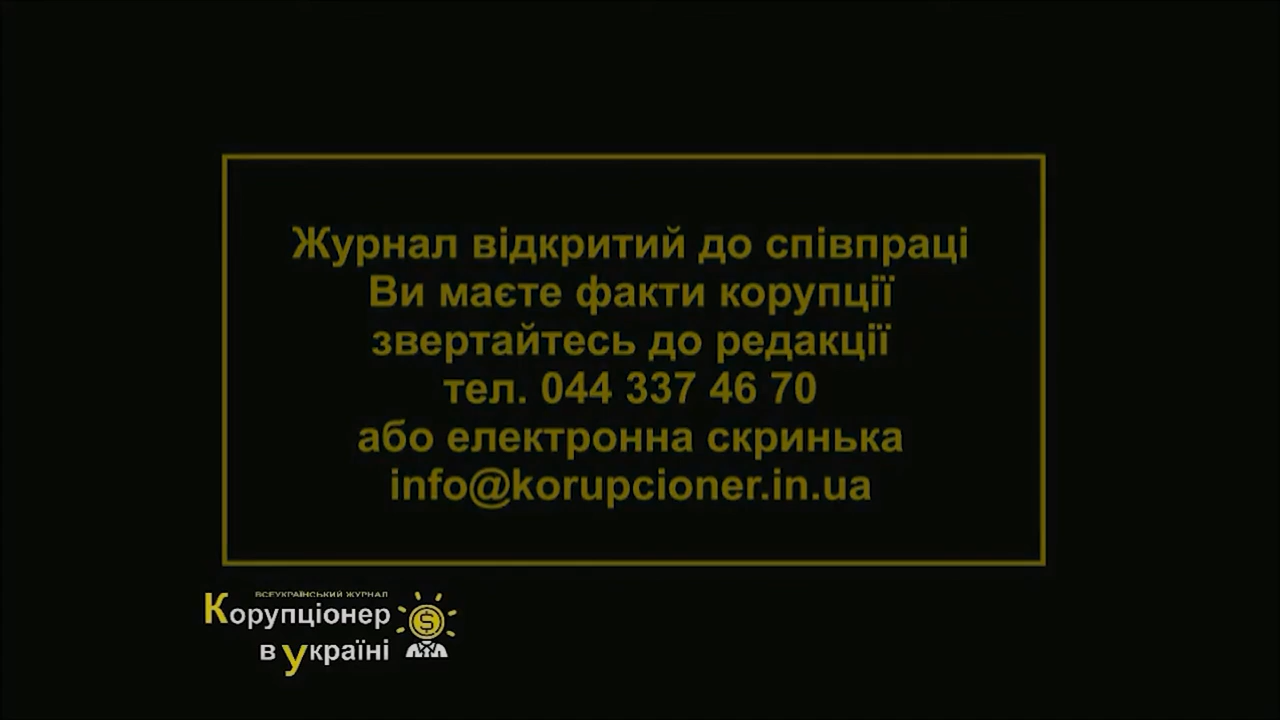 Журнал відкритий до співпраці
Ви маєте факти корупції
звертайтесь до редакції
тел. 044 337 46 70
або електронна скринька
info@korupcioner.in.ua
ВСЕУКРАЇНСЬКИЙ ЖУРНАЛ
Корупціонер
в Україні